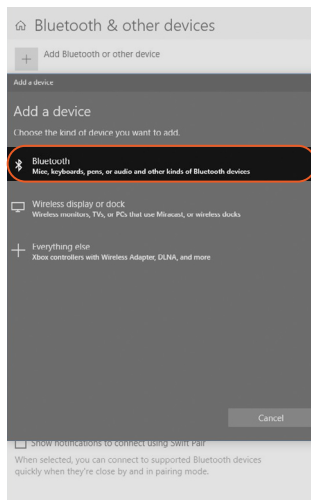 Bluetooth & other devices
Add Bluetooth or other device
Add a device
Add a device
Choose the kind of device you want to add.
Bluetooth
Mice, keyboards, pens, or audio and other kinds of Bluetooth devices
Wireless display or dock
Wireless monitors, TVs, or PCs that use Miracast, or wireless docks
Everything else
Xbox controllers with Wireless Adapter, DLNA, and more
Cancel
Show notifications to connect using Swift Pair
When selected, you can connect to supported Bluetooth devices
quickly when they're close by and in pairing mode.